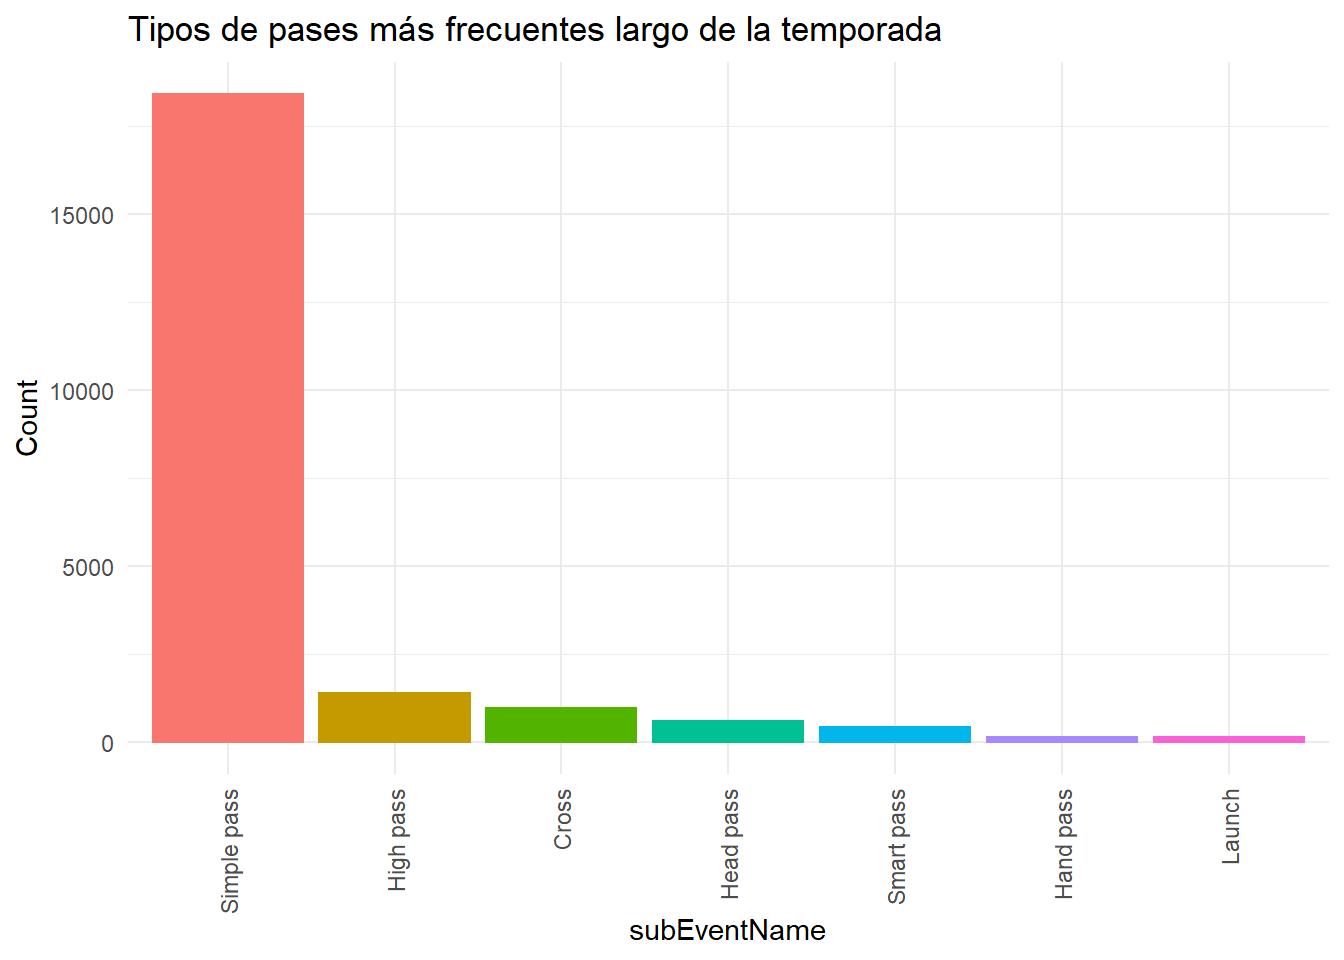 Tipos de pases más frecuentes largo de la temporada
Count
15000
10000
5000
0
Simple pass
High pass
Cross
Head pass
Smart pass
Hand pass
Launch
subEventName